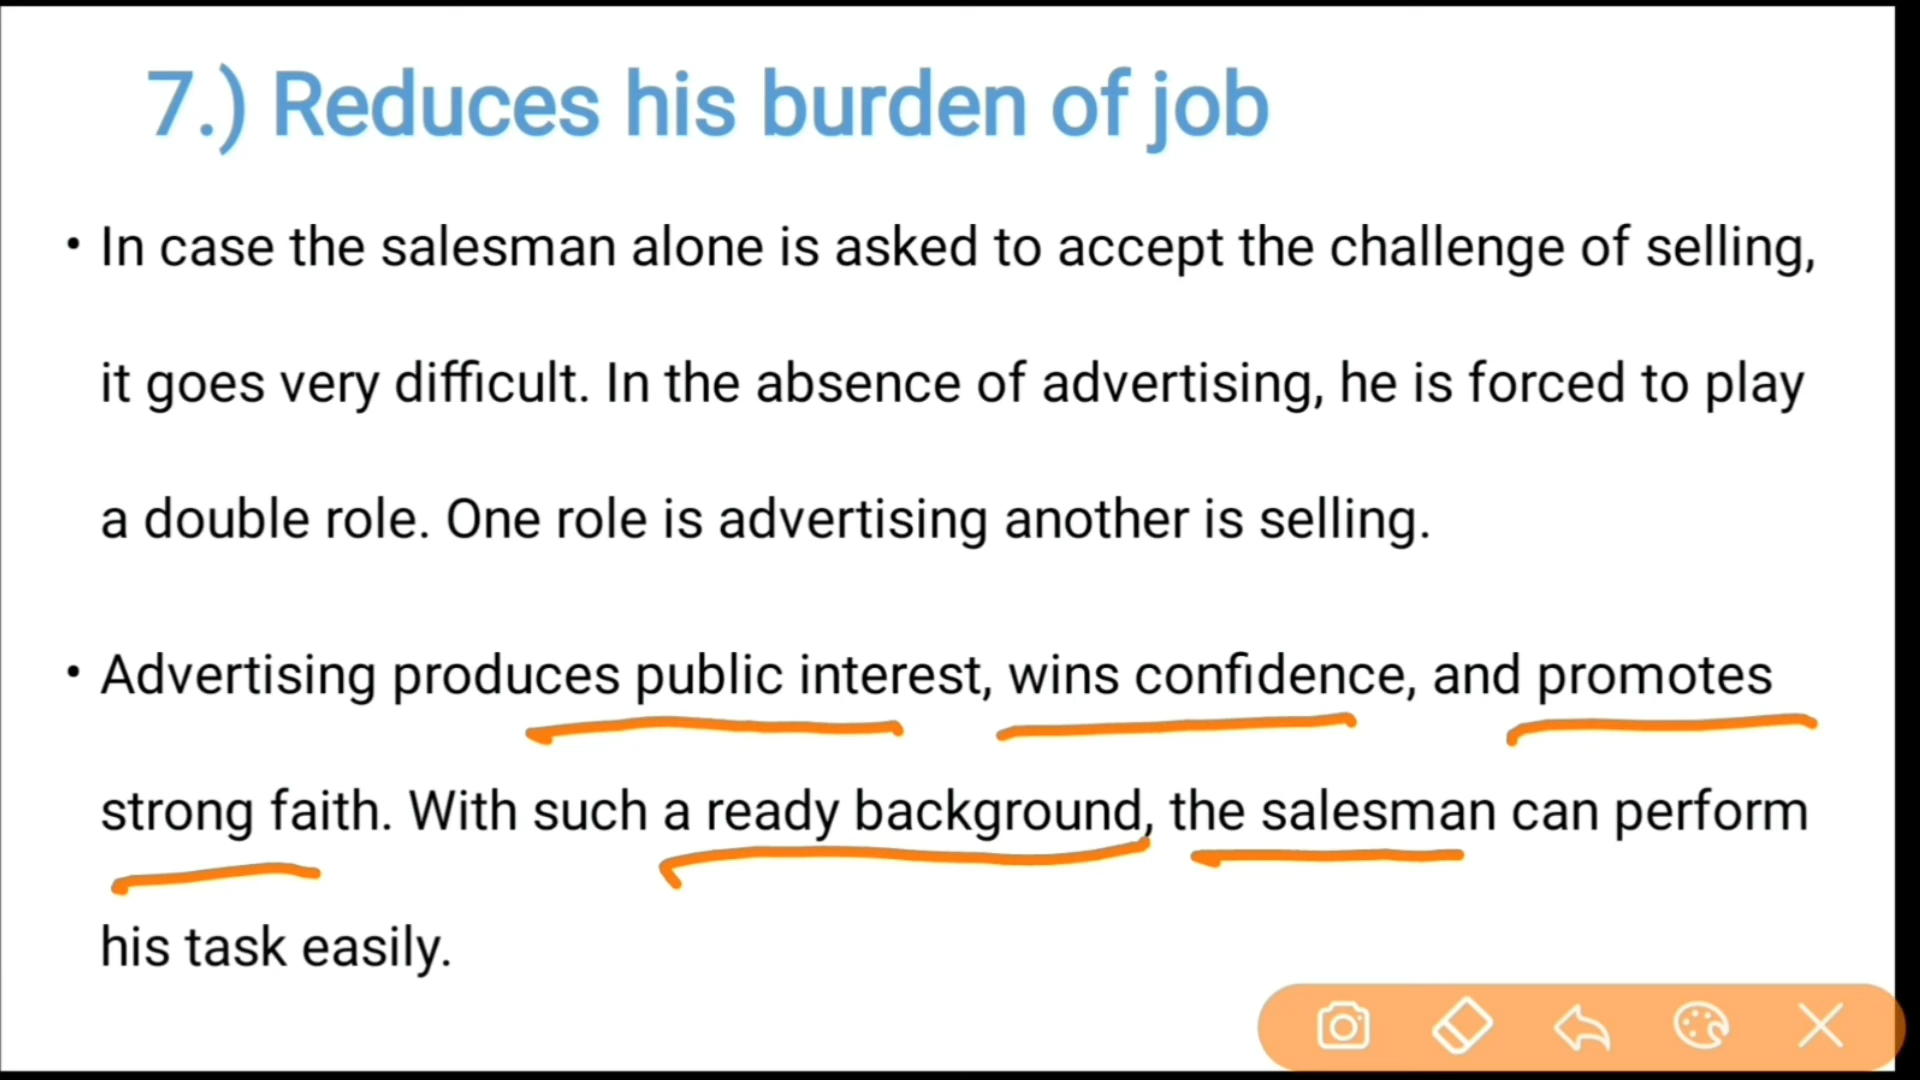 7.) Reduces his burden of job
• In case the salesman alone is asked to accept the challenge of selling,
it goes very difficult. In the absence of advertising, he is forced to play
a double role. One role is advertising another is selling.
• Advertising produces public interest, wins confidence, and promotes
strong faith. With such a ready background, the salesman can perform
his task easily.